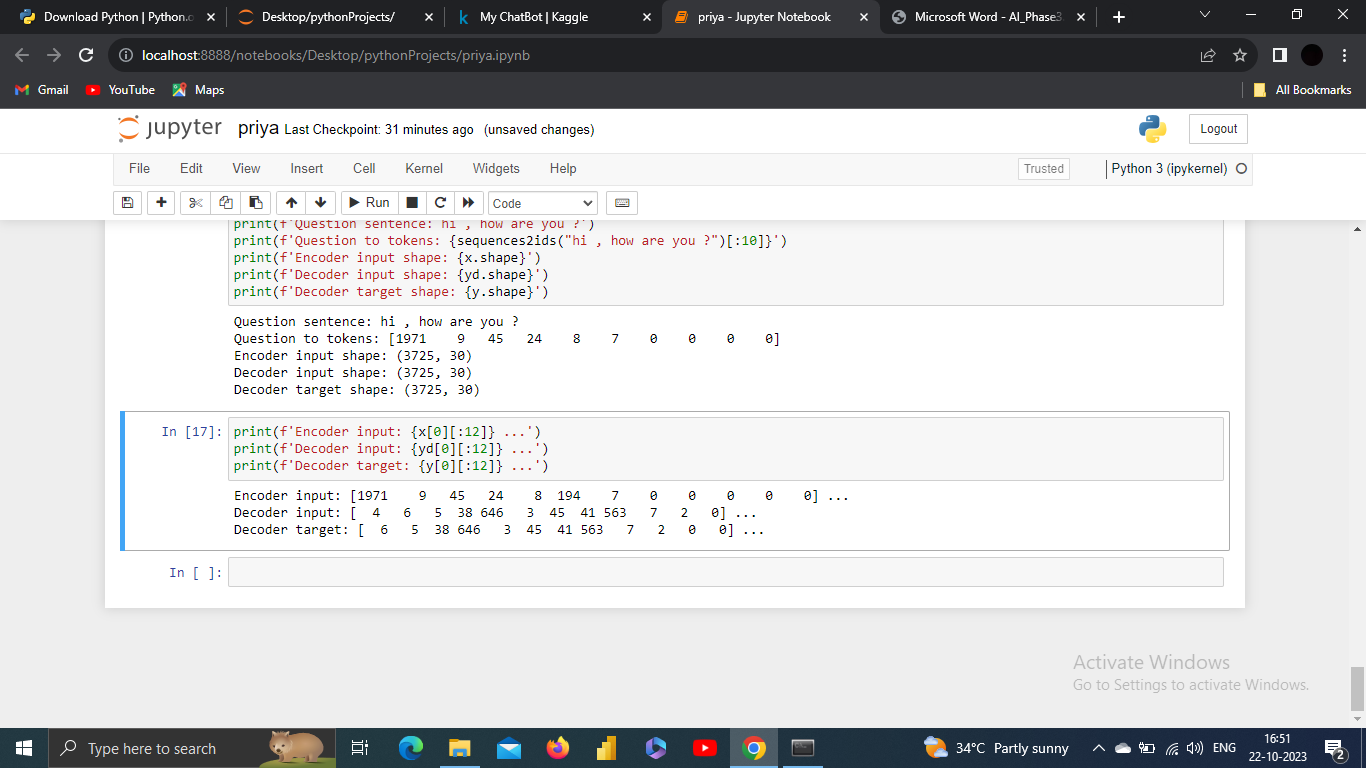 Download Python | Python.o
Desktop/pythonProjects/
k My ChatBot | Kaggle
priya - Jupyter Notebook
Microsoft Word - AI_Phase3
localhost:8888/notebooks/Desktop/pythonProjects/priya.ipynb
Gmail YouTube Maps All Bookmarks
jupyter priya Last Checkpoint: 31 minutes ago (unsaved changes) Logout
File Edit View Insert Cell Kernel Widgets Help Trusted Python 3 (ipykernel)
Run Code
print(f'Question sentence: hi , how are you ?')
print(f'Question to tokens: {sequences2ids("hi , how are you ?")[:10]}')
print(f'Encoder input shape: {x.shape}')
print(f'Decoder input shape: {yd.shape}')
print(f'Decoder target shape: {y.shape}')
Question sentence: hi , how are you ?
Question to tokens: [1971    9   45   24    8    7    0    0    0    0]
Encoder input shape: (3725, 30)
Decoder input shape: (3725, 30)
Decoder target shape: (3725, 30)
In [17]: print(f'Encoder input: {x[0][:12]} ...')
print(f'Decoder input: {yd[0][:12]} ...')
print(f'Decoder target: {y[0][:12]} ...')
Encoder input: [1971    9   45   24    8  194    7    0    0    0    0    0] ...
Decoder input: [  4   6   5  38 646   3  45  41 563   7   2   0] ...
Decoder target: [  6   5  38 646   3  45  41 563   7   2   0   0] ...
In [ ]:
Activate Windows
Go to Settings to activate Windows.
Type here to search
34°C Partly sunny
ENG
16:51
22-10-2023
2